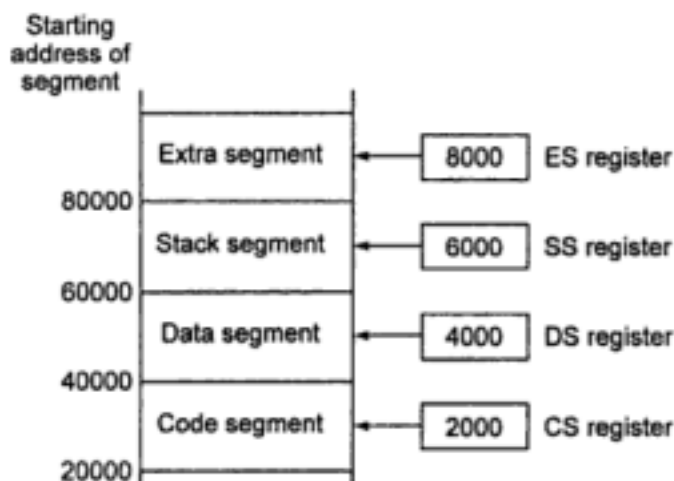 Starting
address of
segment
Extra segment
8000
ES register
80000
Stack segment
6000
SS register
60000
Data segment
4000
DS register
40000
Code segment
2000
CS register
20000